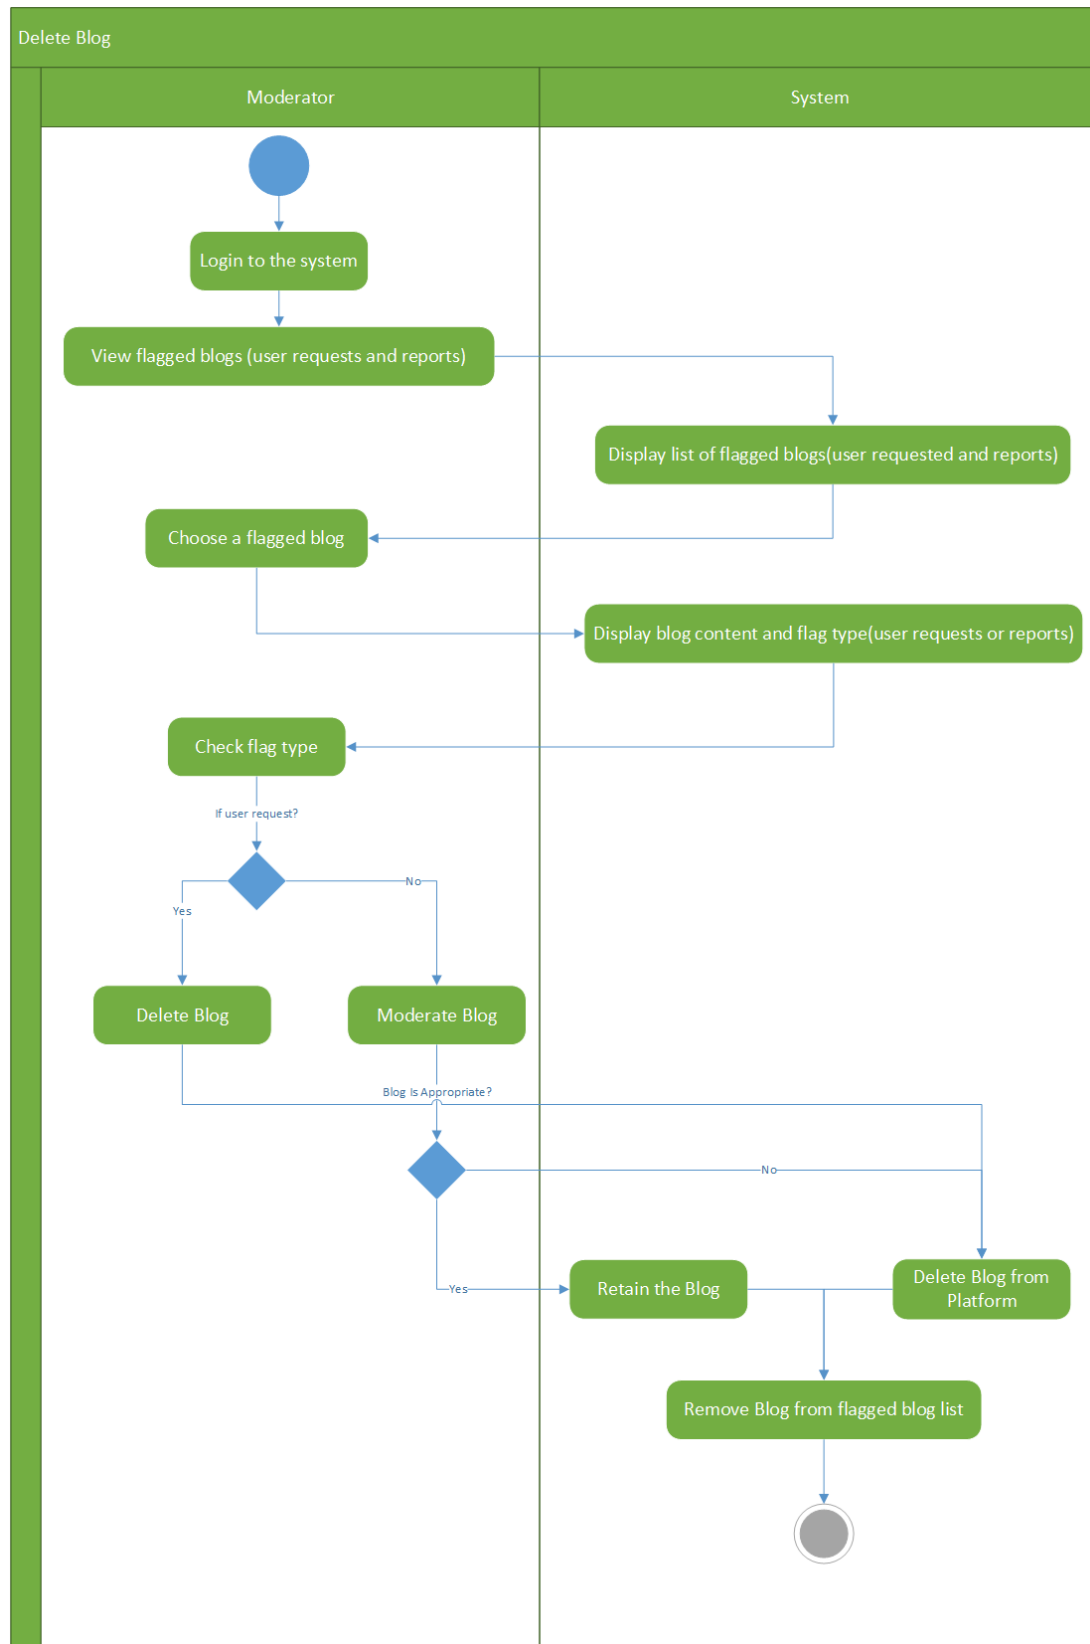 Delete Blog
Moderator
System
Login to the system
View flagged blogs (user requests and reports)
Display list of flagged blogs(user requested and reports)
Choose a flagged blog
Display blog content and flag type(user requests or reports)
Check flag type
If user request?
No
Yes
Delete Blog
Moderate Blog
Blog Is Appropriate?
No
Yes
Retain the Blog
Delete Blog from
Platform
Remove Blog from flagged blog list